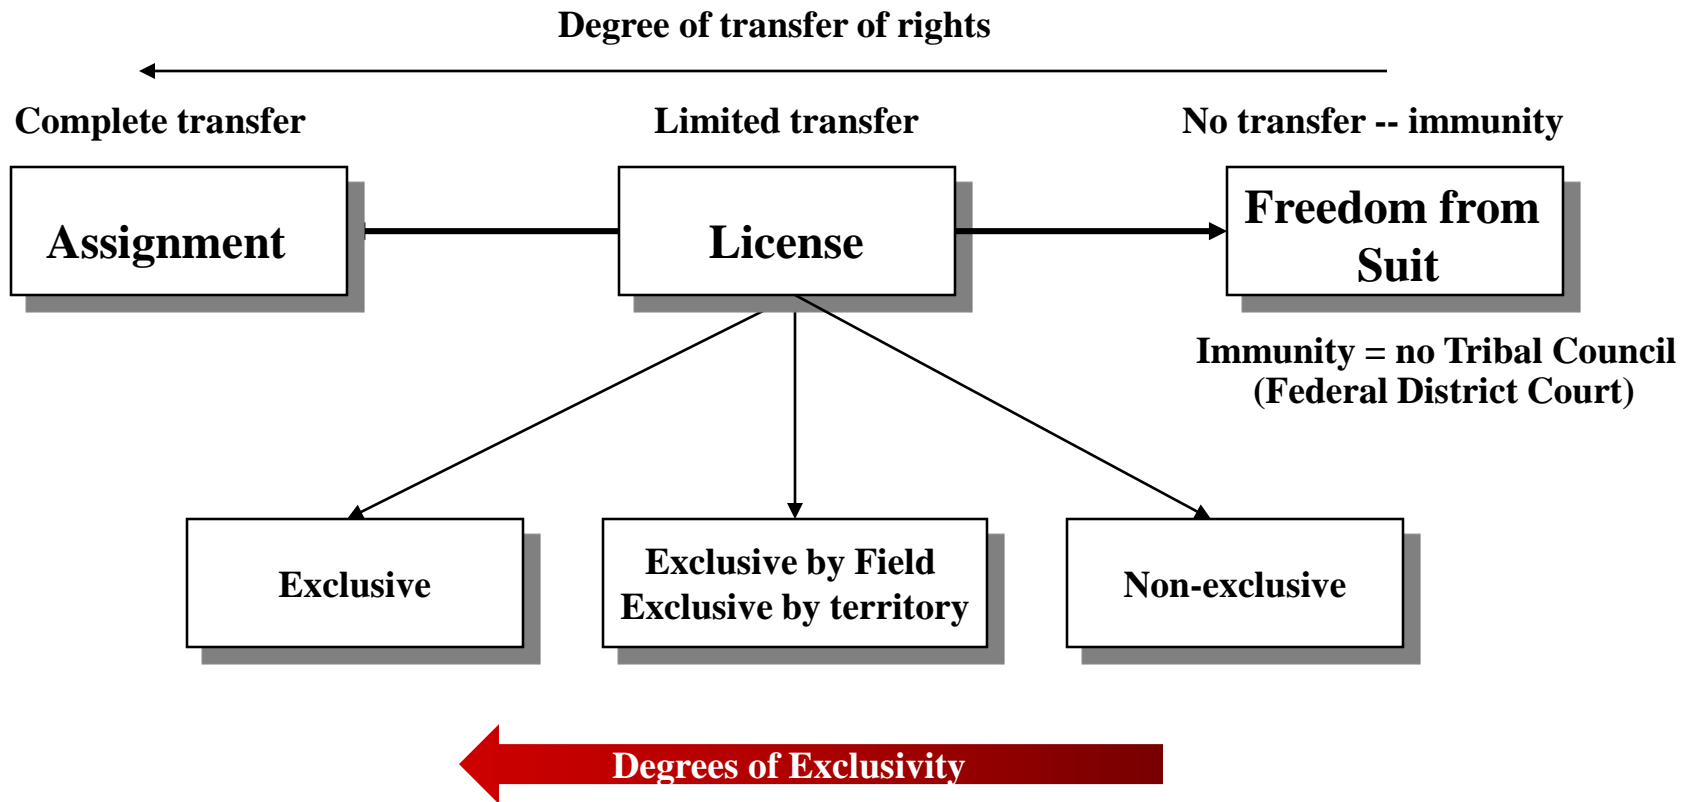 Degree of transfer of rights
Complete transfer
Limited transfer
No transfer -- immunity
Assignment
License
Freedom from
Suit
Immunity = no Tribal Council
(Federal District Court)
Exclusive
Exclusive by Field
Exclusive by territory
Non-exclusive
Degrees of Exclusivity